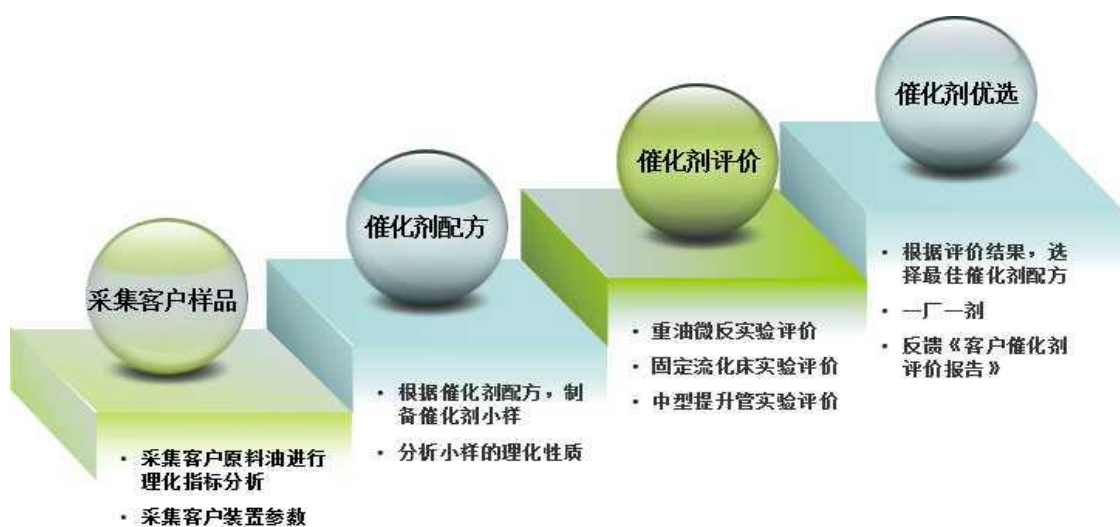 采集客户样品
• 采集客户原料油进行
理化指标分析
• 采集客户装置参数
催化剂配方
• 根据催化剂配方，制
备催化剂小样
• 分析小样的理化性质
催化剂评价
• 重油微反实验评价
• 固定流化床实验评价
• 中型提升管实验评价
催化剂优选
• 根据评价结果，选
择最佳催化剂配方
• 一厂一剂
• 反馈《客户催化剂
评价报告》